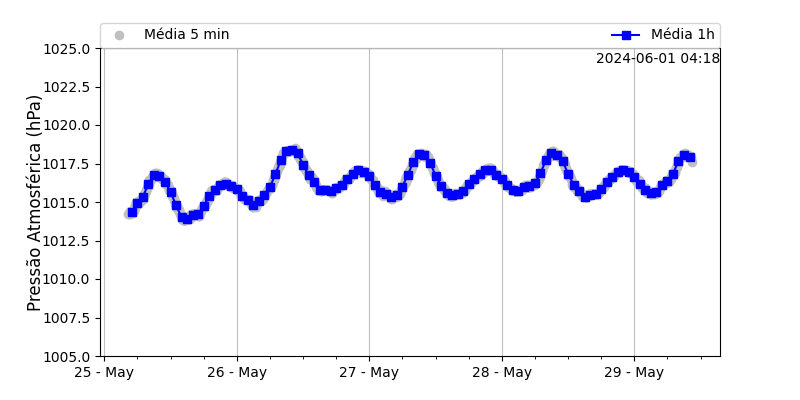 Média 5 min
Média 1h
2024-06-01 04:18
Pressão Atmosférica (hPa)
1025.0
1022.5
1020.0
1017.5
1015.0
1012.5
1010.0
1007.5
1005.0
25 - May
26 - May
27 - May
28 - May
29 - May